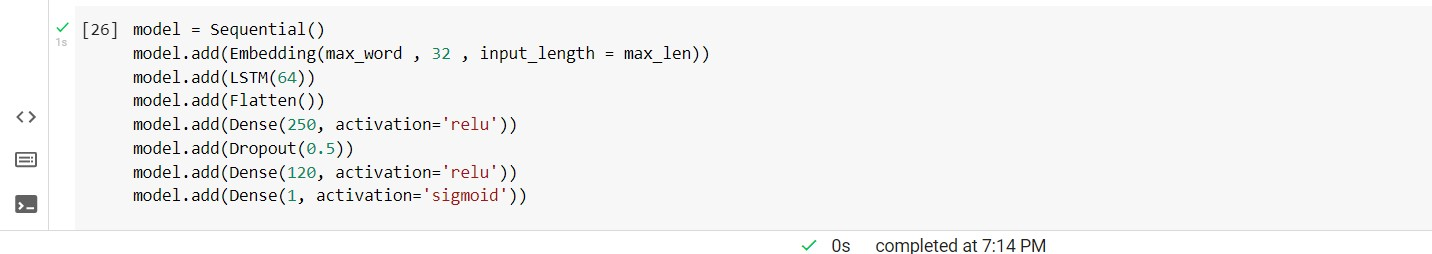 [26] model = Sequential()
1s
model.add(Embedding(max_word , 32 , input_length = max_len))
model.add(LSTM(64))
model.add(Flatten())
model.add(Dense(250, activation='relu'))
model.add(Dropout(0.5))
model.add(Dense(120, activation='relu'))
model.add(Dense(1, activation='sigmoid'))
0s completed at 7:14 PM